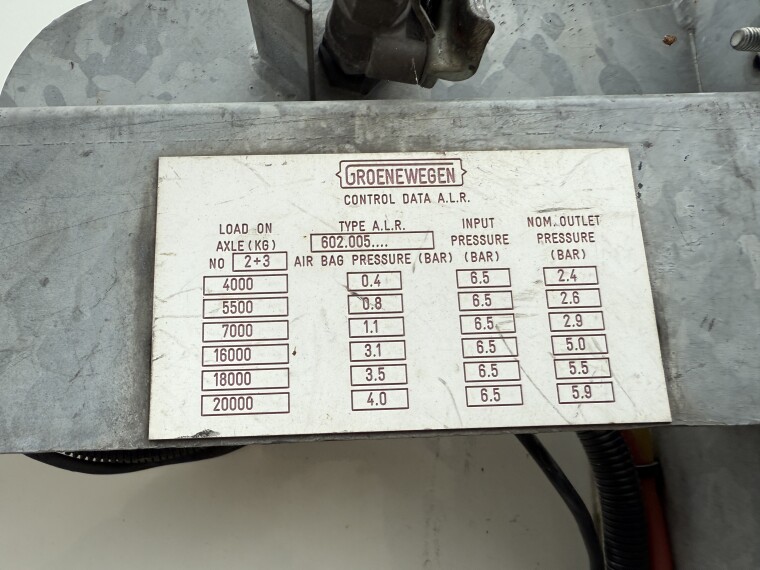 GROENEWEGEN
CONTROL DATA A.L.R.
LOAD ON AXLE (KG) TYPE A.L.R. INPUT PRESSURE NOM. OUTLET PRESSURE
602.005....
NO 2+3 AIR BAG PRESSURE (BAR) (BAR) (BAR)
4000 0.4 6.5 2.4
5500 0.8 6.5 2.6
7000 1.1 6.5 2.9
16000 3.1 6.5 5.0
18000 3.5 6.5 5.5
20000 4.0 6.5 5.9